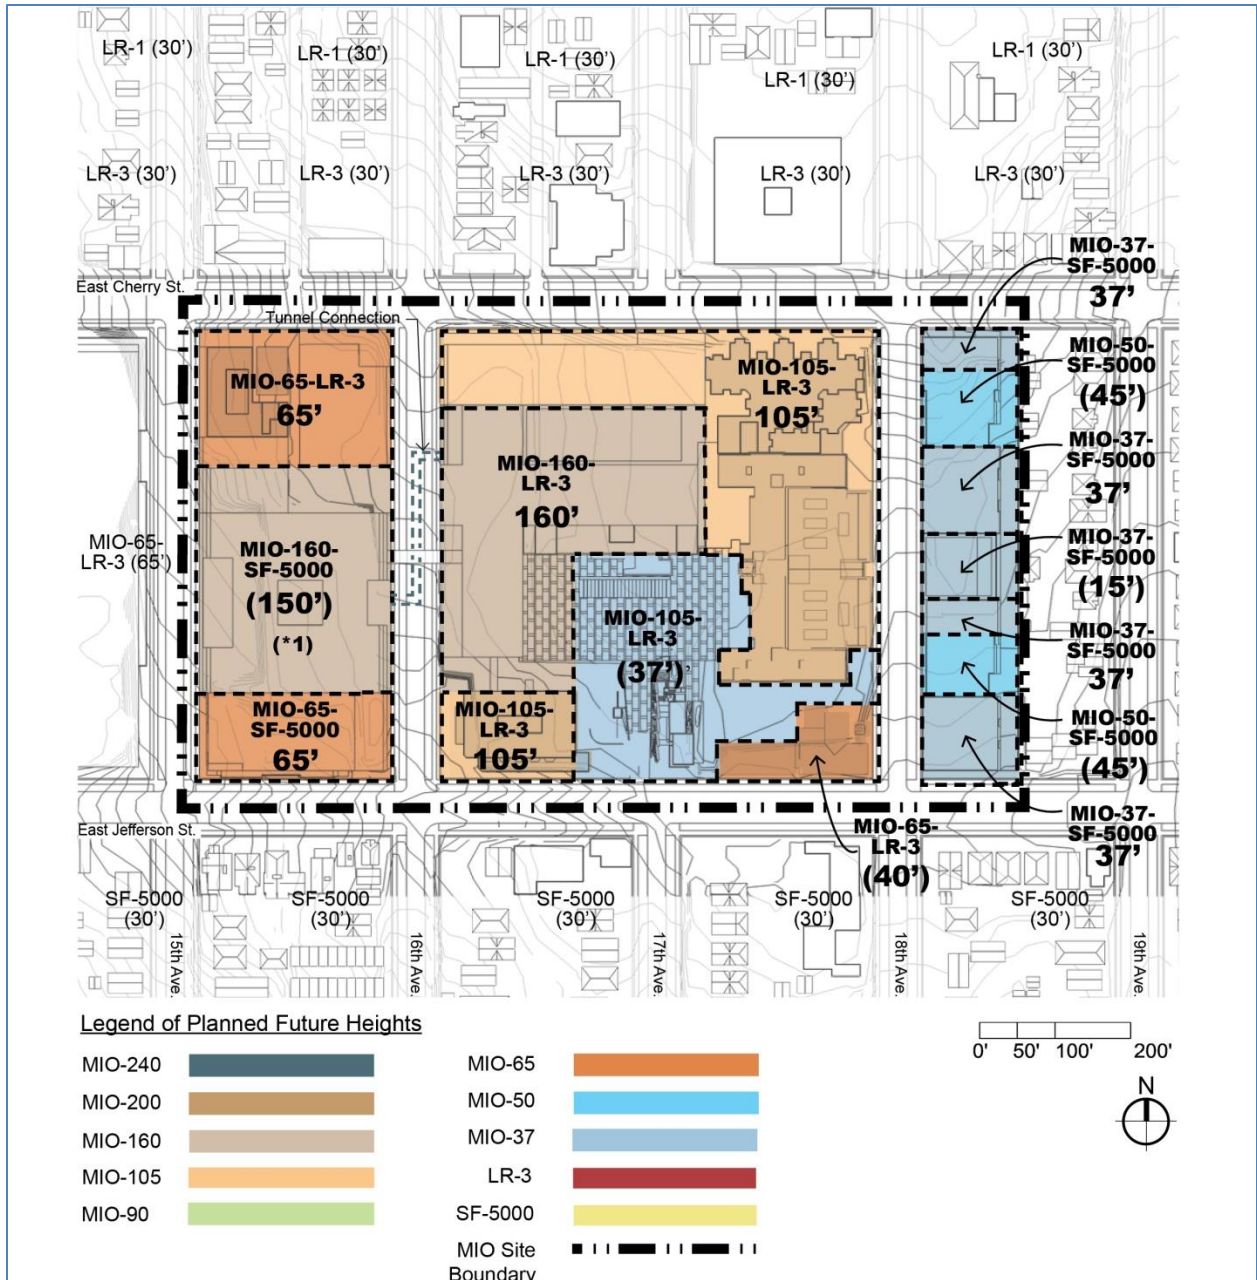 LR-1 (30')
LR-1 (30')
LR-1 (30')
LR-1 (30')
LR-1 (30')
LR-3 (30')
LR-3 (30')
LR-3 (30')
LR-3 (30')
LR-3 (30')
East Cherry St.
Tunnel Connection
MIO-65-LR-3
65'
MIO-160-
SF-5000
(150')
(*1)
MIO-65-
SF-5000
65'
MIO-65-
LR-3 (65')
MIO-160-
LR-3
160'
MIO-105-
LR-3
105'
MIO-105-
LR-3
(37')
MIO-105-
LR-3
105'
MIO-65-
LR-3
(40')
MIO-37-
SF-5000
37'
MIO-50-
SF-5000
(45')
MIO-37-
SF-5000
37'
MIO-37-
SF-5000
(15')
MIO-37-
SF-5000
37'
MIO-50-
SF-5000
(45')
MIO-37-
SF-5000
37'
East Jefferson St.
SF-5000
(30')
SF-5000
(30')
SF-5000
(30')
SF-5000
(30')
SF-5000
(30')
15th Ave.
16th Ave.
17th Ave.
18th Ave.
19th Ave.
Legend of Planned Future Heights
MIO-240
MIO-200
MIO-160
MIO-105
MIO-90
MIO-65
MIO-50
MIO-37
LR-3
SF-5000
MIO Site
Boundary
0' 50' 100' 200'
N